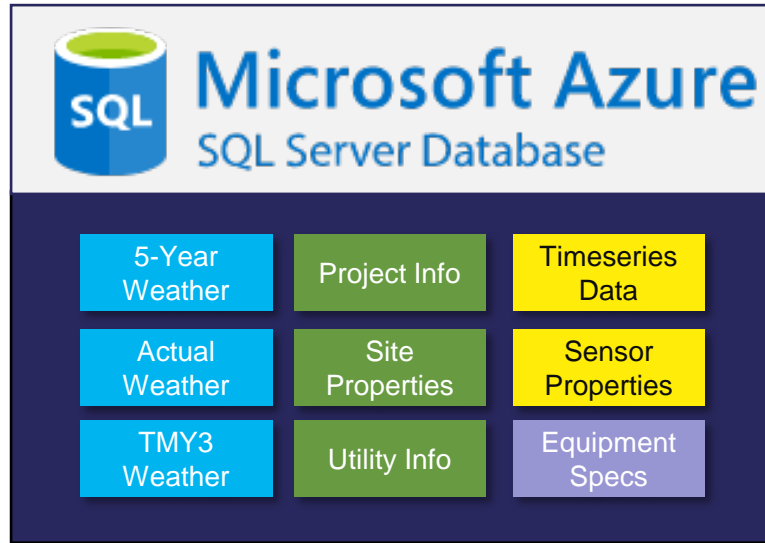 SQL
Microsoft Azure
SQL Server Database
5-Year
Weather
Project Info
Timeseries
Data
Actual
Weather
Site
Properties
Sensor
Properties
TMY3
Weather
Utility Info
Equipment
Specs